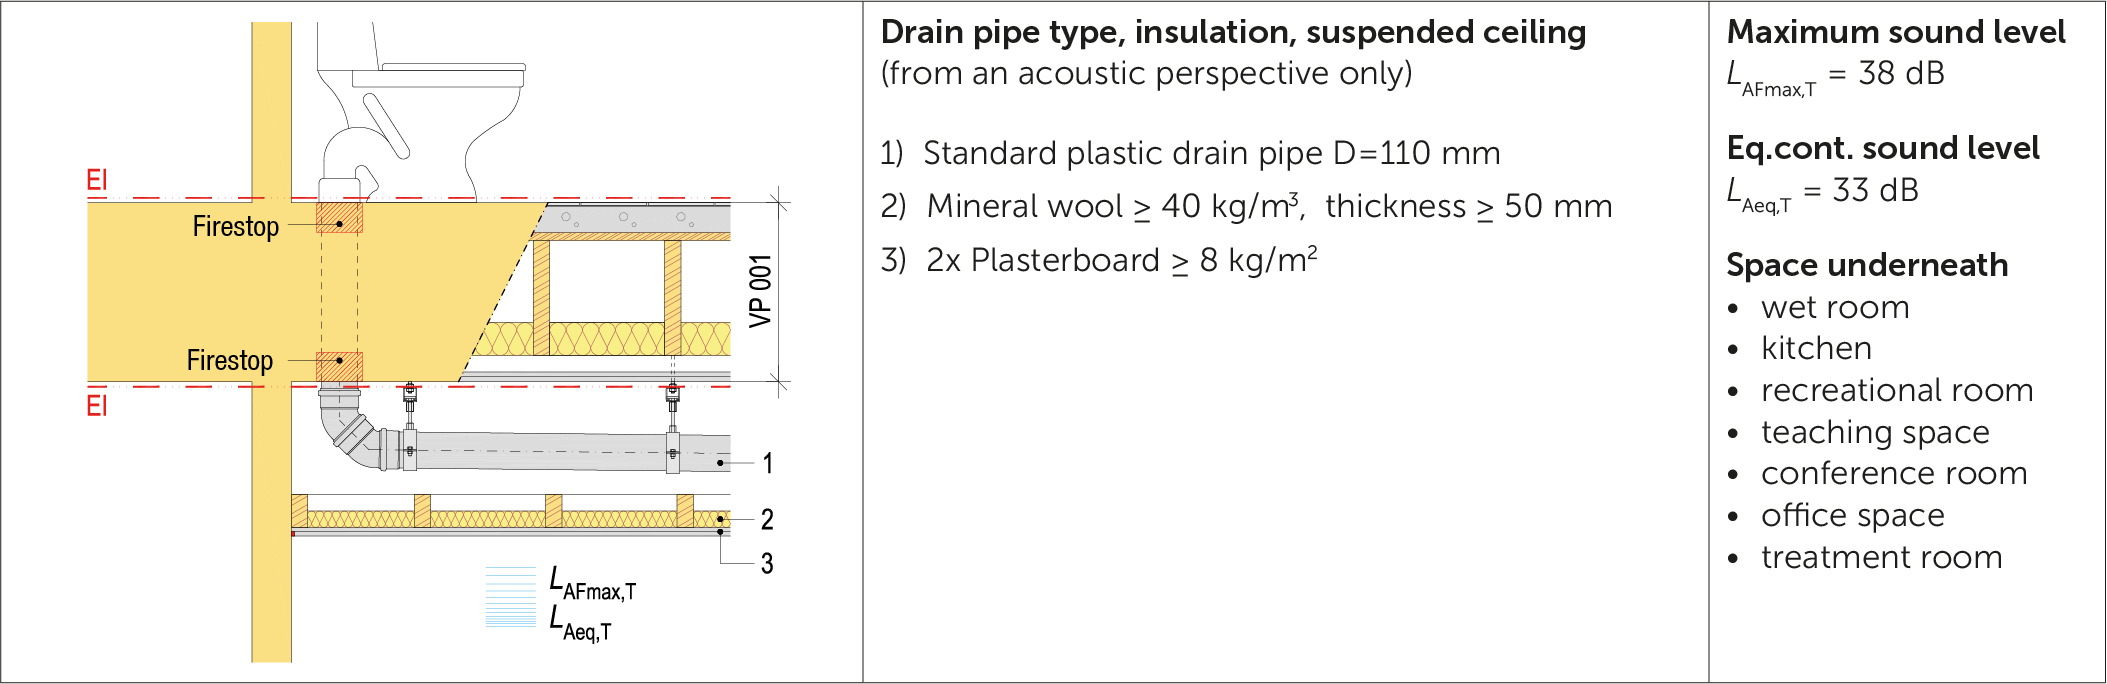 EI
Firestop
VP 001
Firestop
EI
1
2
3
LAFmax,T
LAeq,T
Drain pipe type, insulation, suspended ceiling
(from an acoustic perspective only)
1) Standard plastic drain pipe D=110 mm
2) Mineral wool ≥ 40 kg/m³, thickness ≥ 50 mm
3) 2x Plasterboard ≥ 8 kg/m²
Maximum sound level
LAFmax,T = 38 dB
Eq.cont. sound level
LAeq,T = 33 dB
Space underneath
• wet room
• kitchen
• recreational room
• teaching space
• conference room
• office space
• treatment room